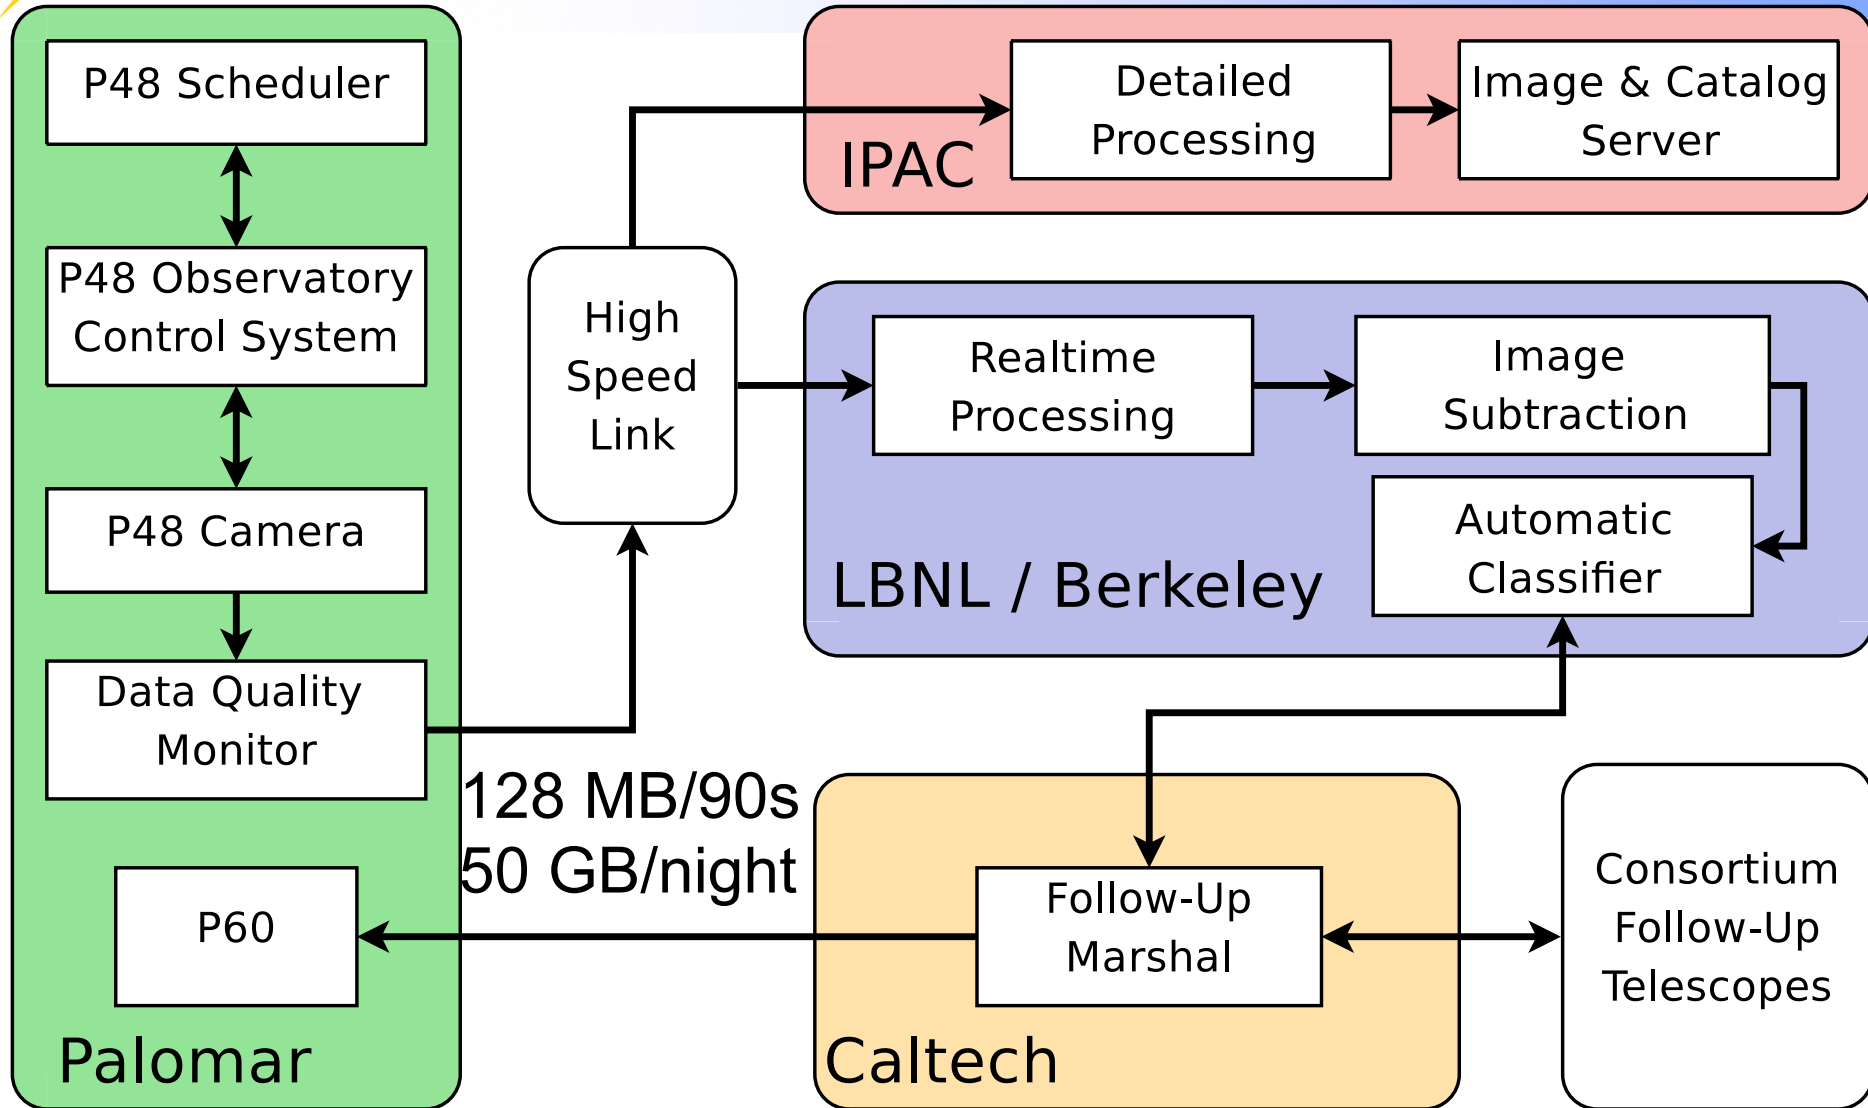 P48 Scheduler
P48 Observatory
Control System
P48 Camera
Data Quality
Monitor
P60
Palomar
High
Speed
Link
128 MB/90s
50 GB/night
Detailed
Processing
Image & Catalog
Server
IPAC
Realtime
Processing
Image
Subtraction
Automatic
Classifier
LBNL / Berkeley
Follow-Up
Marshal
Caltech
Consortium
Follow-Up
Telescopes